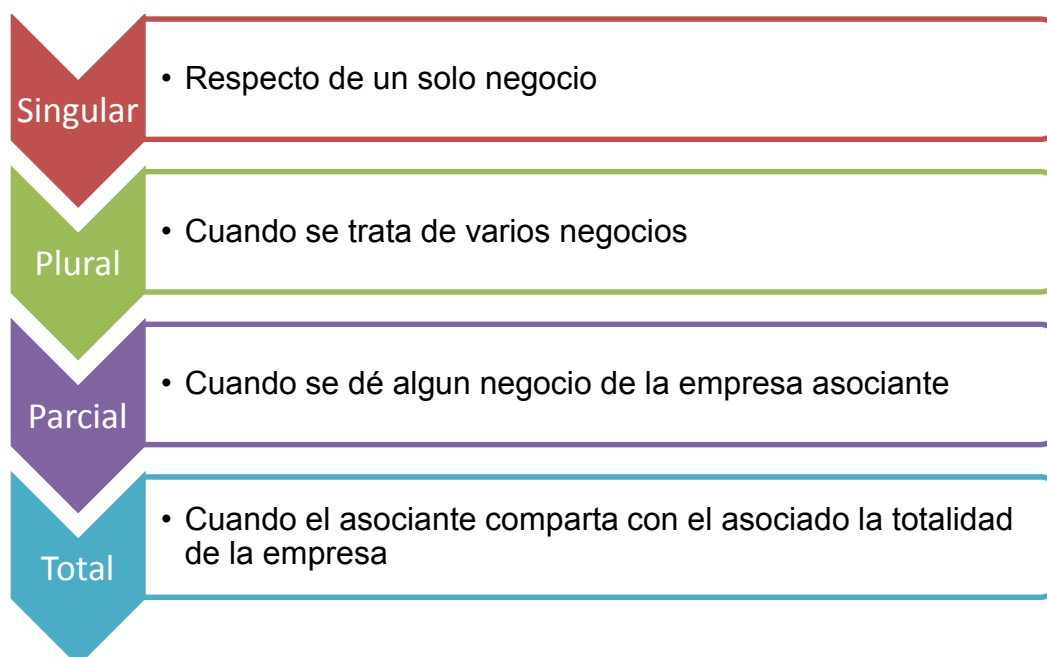 Singular
• Respecto de un solo negocio
Plural
• Cuando se trata de varios negocios
Parcial
• Cuando se dé algun negocio de la empresa asociante
Total
• Cuando el asociante comparta con el asociado la totalidad
de la empresa